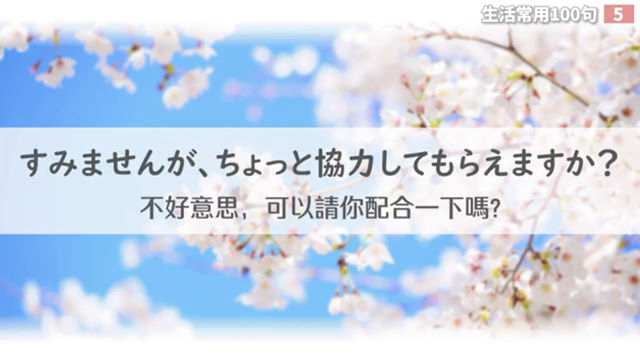 生活常用100句 5
すみませんが、ちょっと協力してもらえますか？
不好意思，可以請你配合一下嗎?